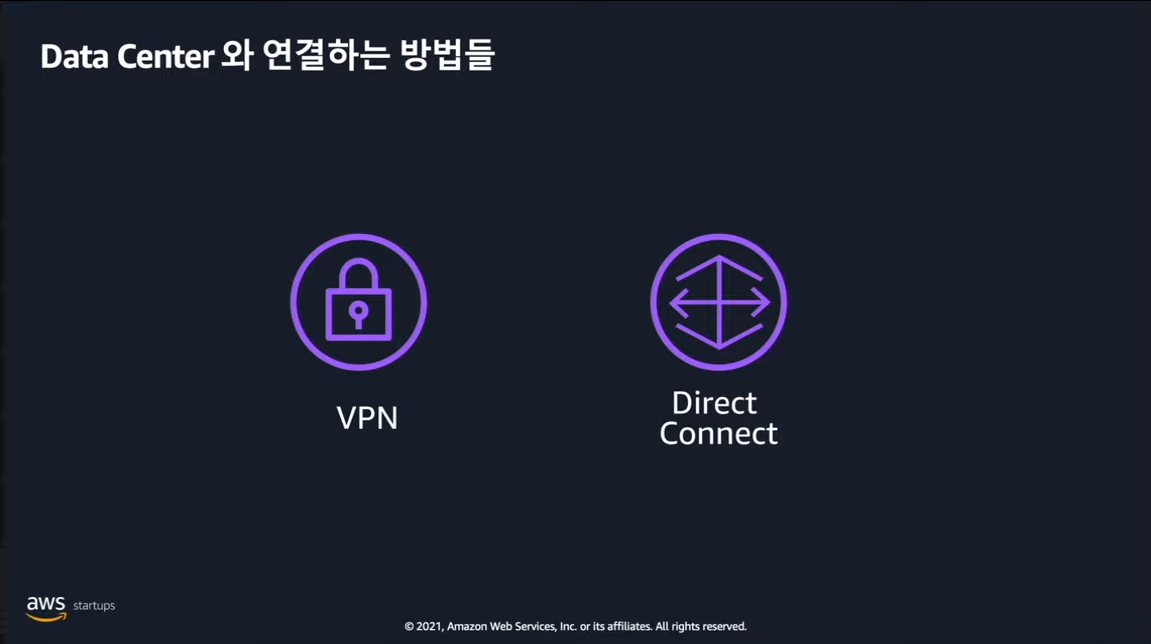 Data Center 와 연결하는 방법들
VPN
Direct
Connect
aws startups
© 2021, Amazon Web Services, Inc. or its affiliates. All rights reserved.